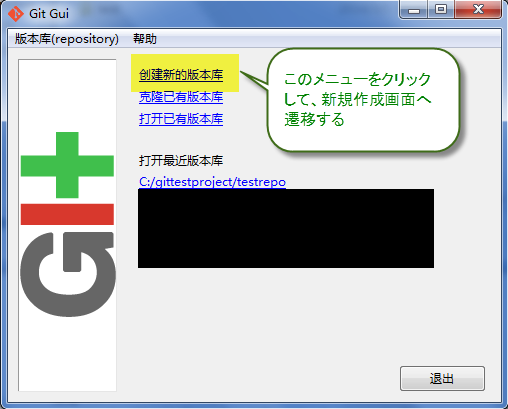 Git Gui
版本库(repository) 帮助
创建新的版本库
克隆已有版本库
打开已有版本库
このメニューをクリック
して、新規作成画面へ
遷移する
打开最近版本库
C:/gittestproject/testrepo
GIt
退出